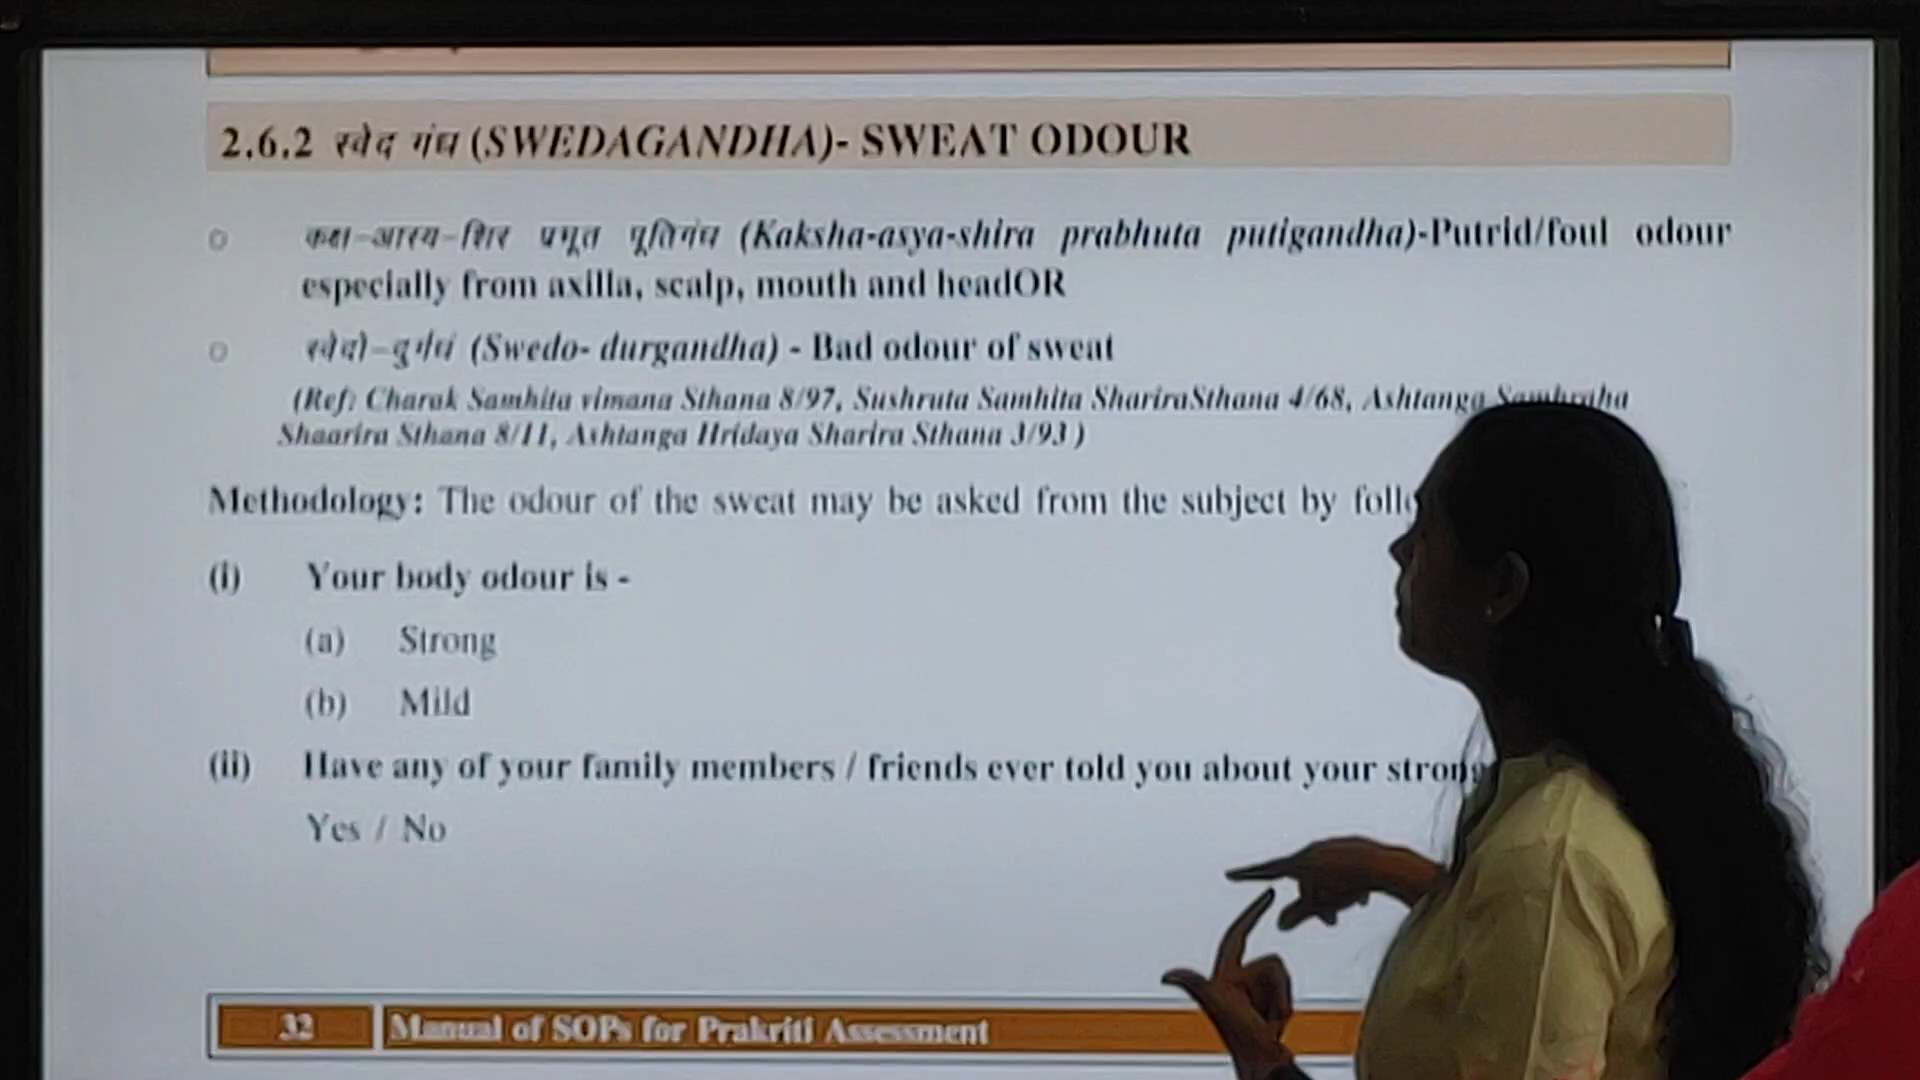 2.6.2 स्वेद गंध (SWEDAGANDHA)- SWEAT ODOUR
कक्षा-आस्य-शिर प्रभूत पूतिगंध (Kaksha-asya-shira prabhuta putigandha)-Putrid/foul odour
especially from axilla, scalp, mouth and headOR
स्वेदो-दुर्गधं (Swedo- durgandha) - Bad odour of sweat
(Ref: Charak Samhita vimana Sthana 8/97, Sushruta Samhita ShariraSthana 4/68, Ashtanga
Shaarira Sthana 8/11, Ashtanga Hridaya Sharira Sthana 3/93)
Methodology: The odour of the sweat may be asked from the subject by
(i) Your body odour is -
(a) Strong
(b) Mild
(ii) Have any of your family members / friends ever told you about your strong
Yes / No
32 Manual of SOPs for Prakriti Assessment